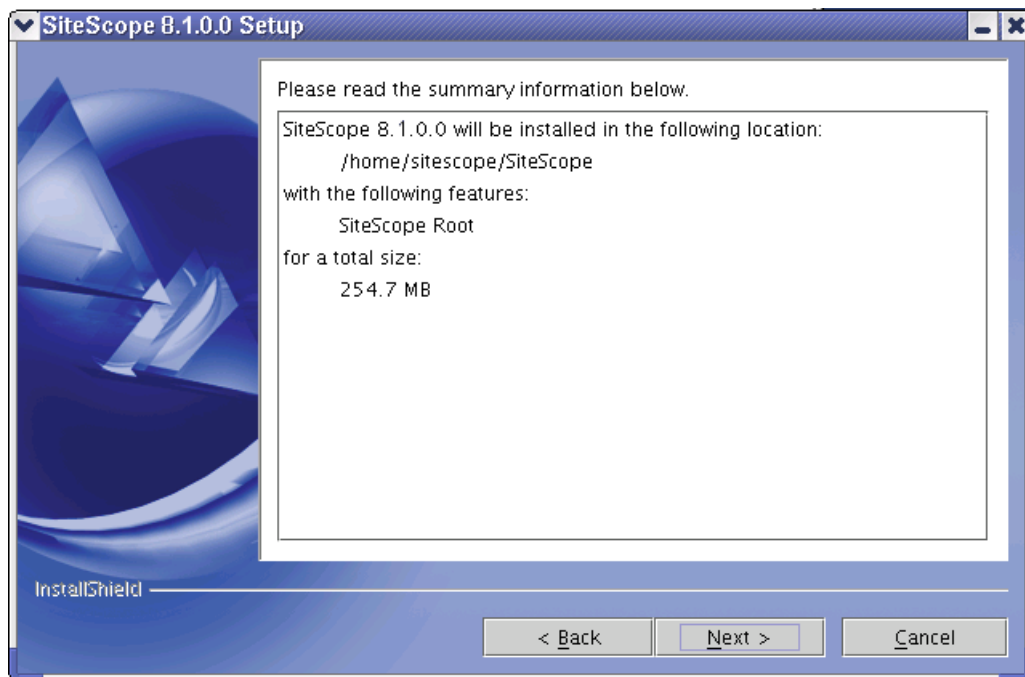 SiteScope 8.1.0.0 Setup
Please read the summary information below.
SiteScope 8.1.0.0 will be installed in the following location:
/home/sitescope/SiteScope
with the following features:
SiteScope Root
for a total size:
254.7 MB
InstallShield
< Back
Next >
Cancel